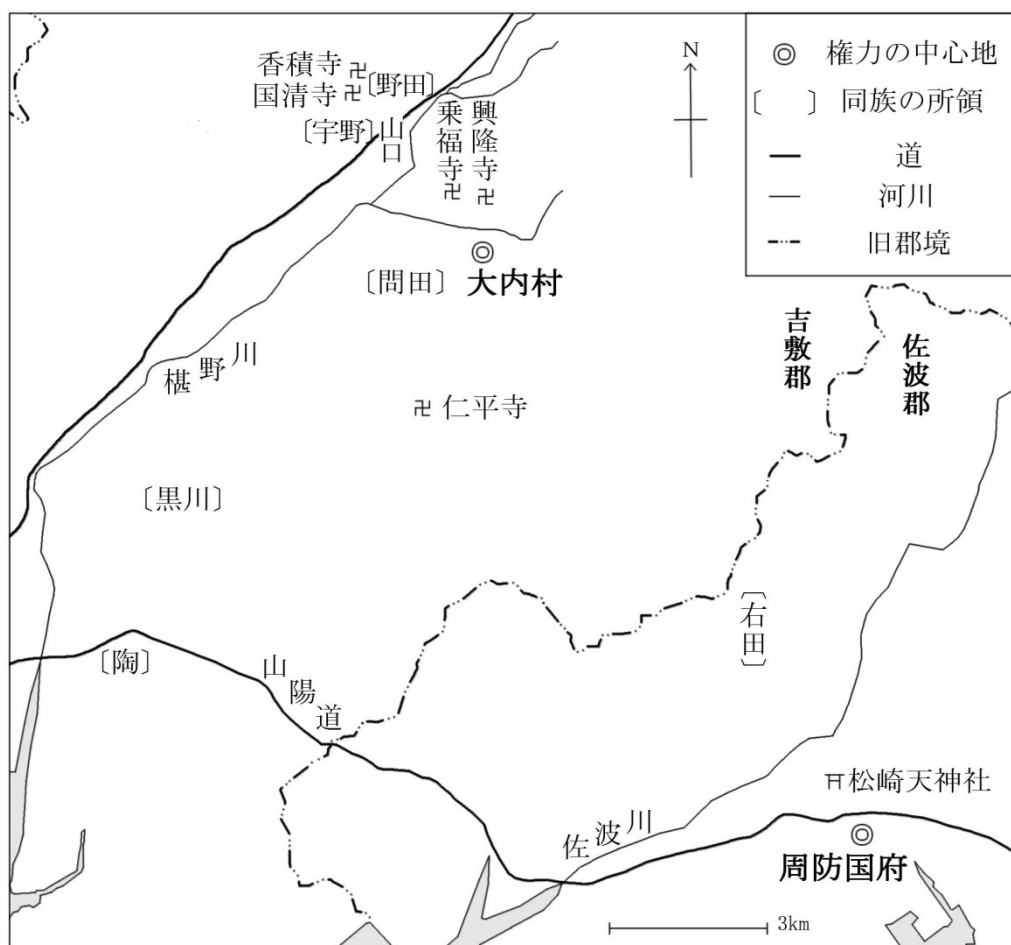 香積寺
国清寺
〔野田〕
〔宇野〕
山口
乗福寺
興隆寺
N
◎ 権力の中心地
〔 〕 同族の所領
道
河川
旧郡境
〔問田〕
大内村
吉敷郡
佐波郡
椹野川
仁平寺
〔黒川〕
〔右田〕
〔陶〕
山陽道
松崎天神社
佐波川
周防国府
3km